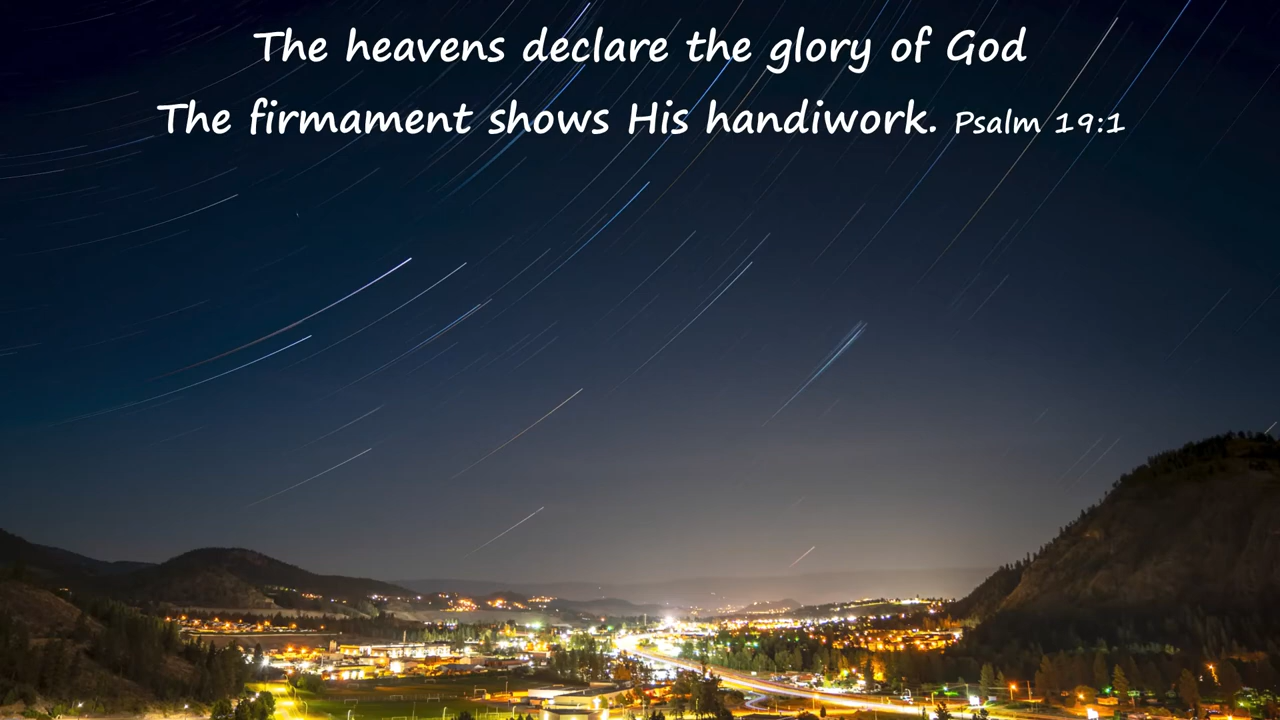 The heavens declare the glory of God
The firmament shows His handiwork. Psalm 19:1